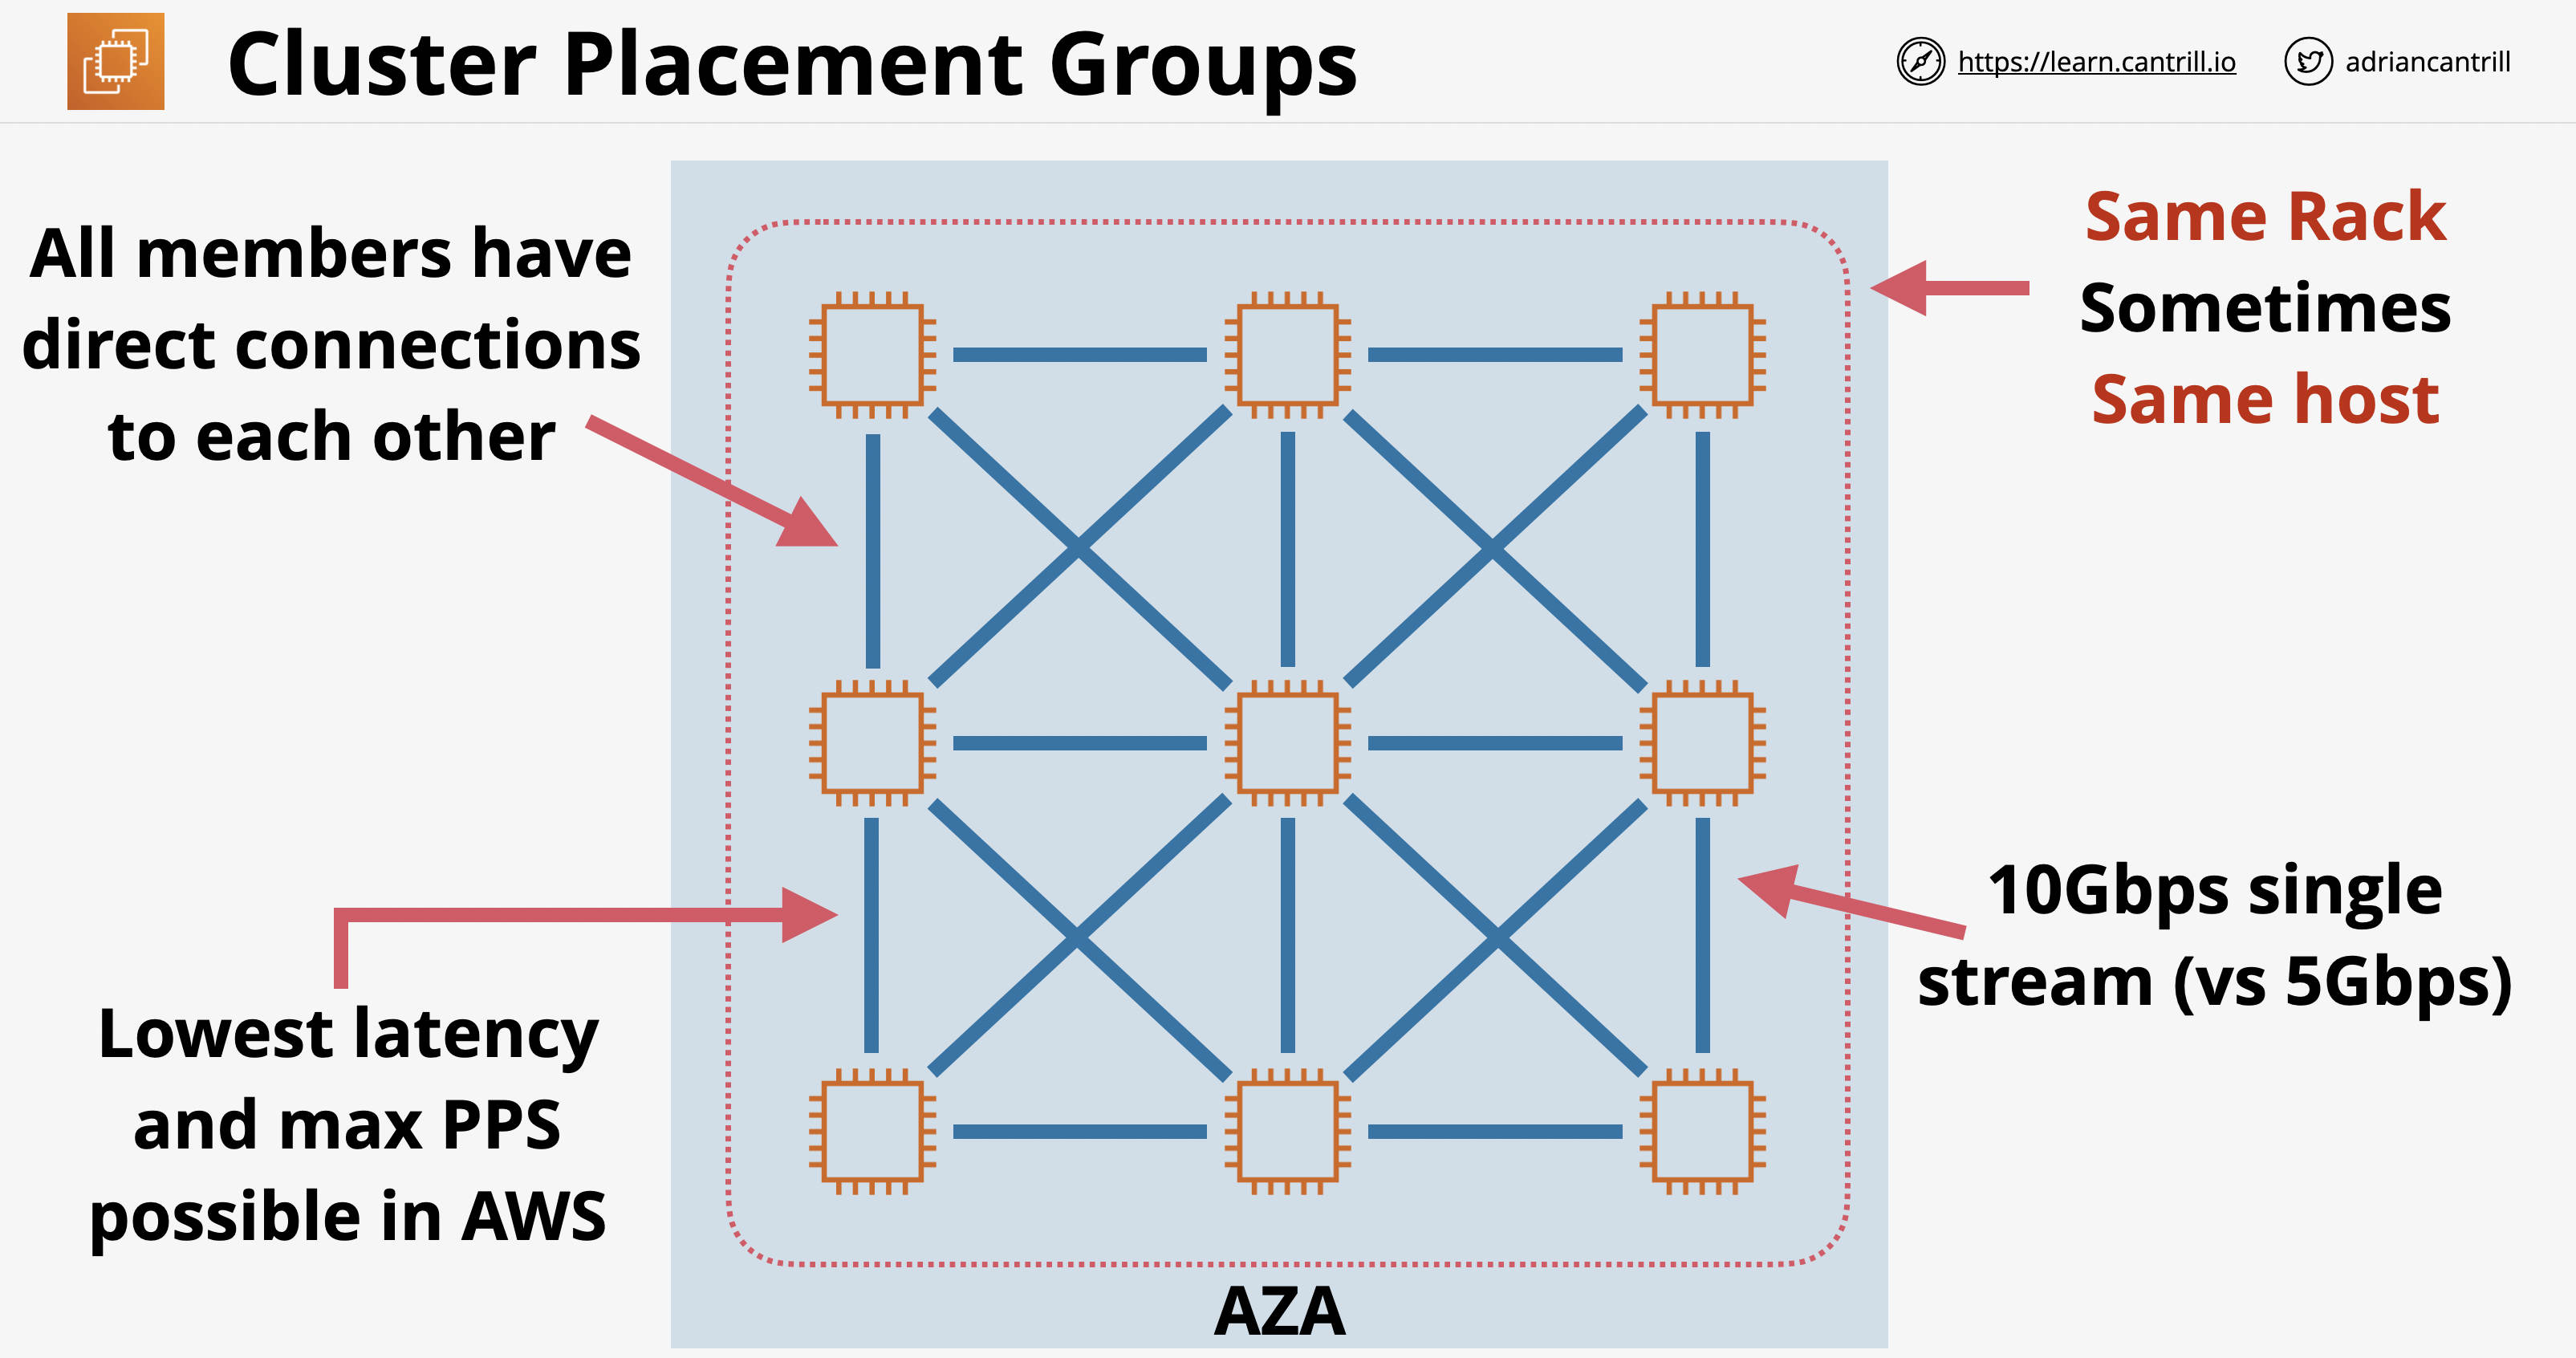 Cluster Placement Groups
https://learn.cantrill.io
adriancantrill
All members have
direct connections
to each other
Same Rack
Sometimes
Same host
10Gbps single
stream (vs 5Gbps)
Lowest latency
and max PPS
possible in AWS
AZA